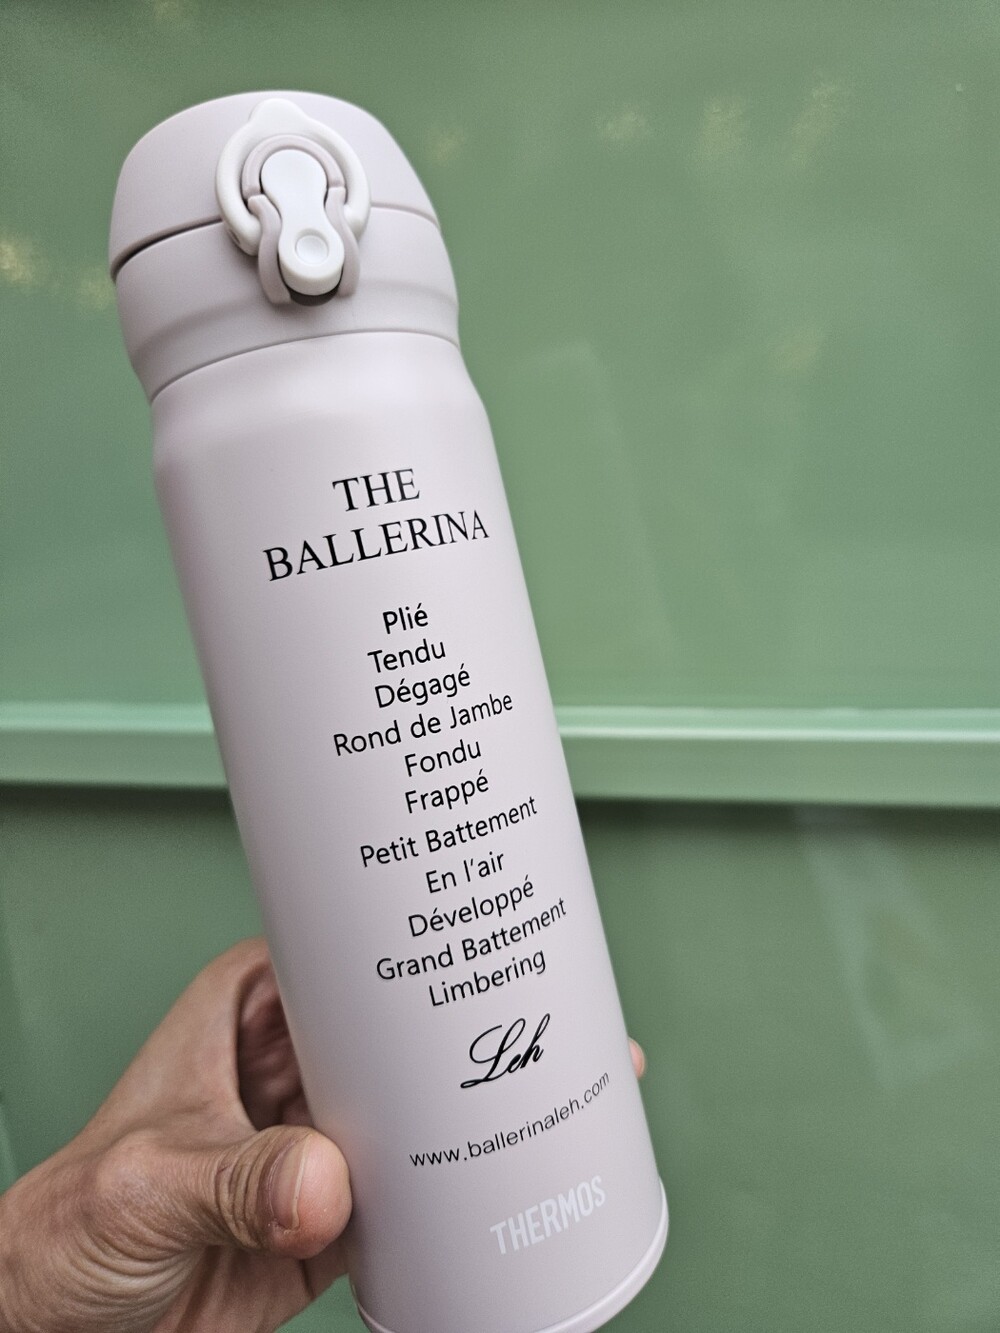 THE
BALLERINA
Plié
Tendu
Dégagé
Rond de Jambe
Fondu
Frappé
Petit Battement
En l'air
Développé
Grand Battement
Limbering
Leh
www.ballerinaleh.com
THERMOS